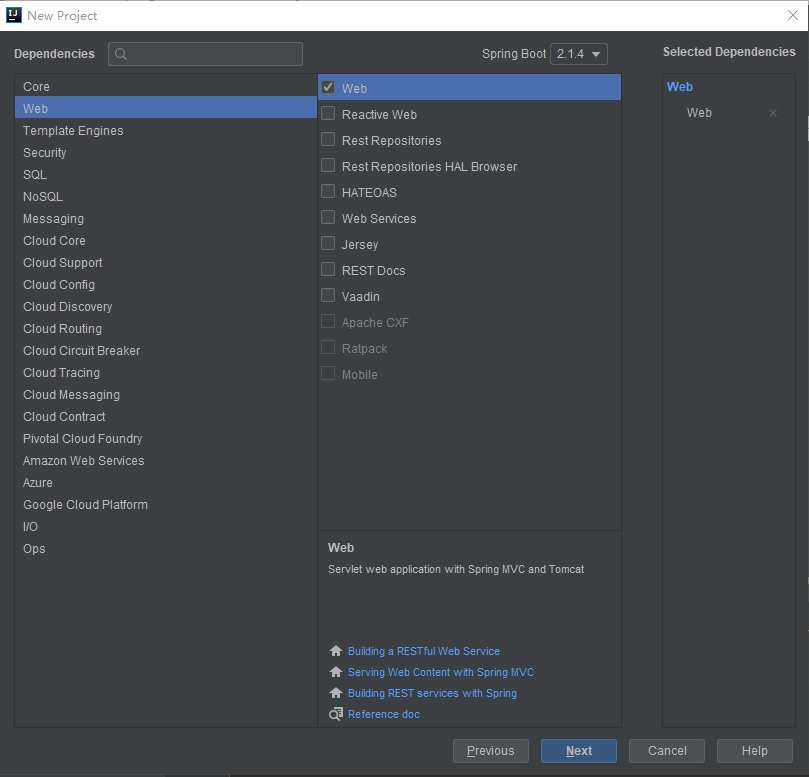 New Project
Dependencies
Spring Boot 2.1.4
Selected Dependencies
Core
Web
Template Engines
Security
SQL
NoSQL
Messaging
Cloud Core
Cloud Support
Cloud Config
Cloud Discovery
Cloud Routing
Cloud Circuit Breaker
Cloud Tracing
Cloud Messaging
Cloud Contract
Pivotal Cloud Foundry
Amazon Web Services
Azure
Google Cloud Platform
I/O
Ops
Web
Reactive Web
Rest Repositories
Rest Repositories HAL Browser
HATEOAS
Web Services
Jersey
REST Docs
Vaadin
Apache CXF
Ratpack
Mobile
Web
Servlet web application with Spring MVC and Tomcat
Building a RESTful Web Service
Serving Web Content with Spring MVC
Building REST services with Spring
Reference doc
Web
Web
Previous
Next
Cancel
Help